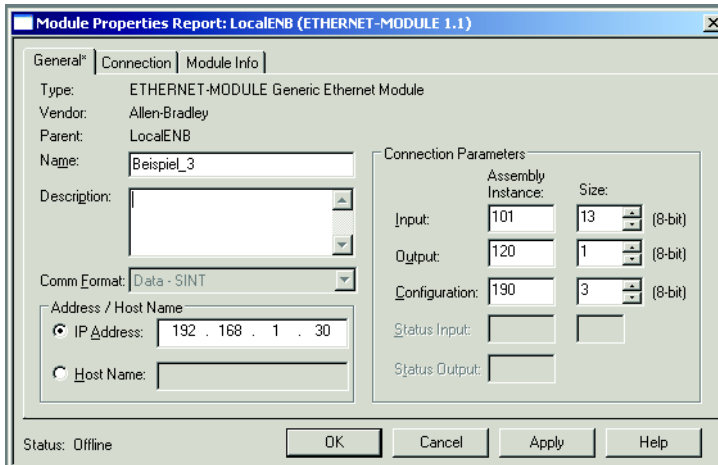 Module Properties Report: LocalENB (ETHERNET-MODULE 1.1)
General* Connection Module Info
Type: ETHERNET-MODULE Generic Ethernet Module
Vendor: Allen-Bradley
Parent: LocalENB
Name: Beispiel_3
Description:
Comm Format: Data - SINT
Address / Host Name
IP Address: 192 . 168 . 1 . 30
Host Name:
Connection Parameters
Assembly
Instance: Size:
Input: 101 13 (8-bit)
Output: 120 1 (8-bit)
Configuration: 190 3 (8-bit)
Status Input:
Status Output:
Status: Offline
OK Cancel Apply Help